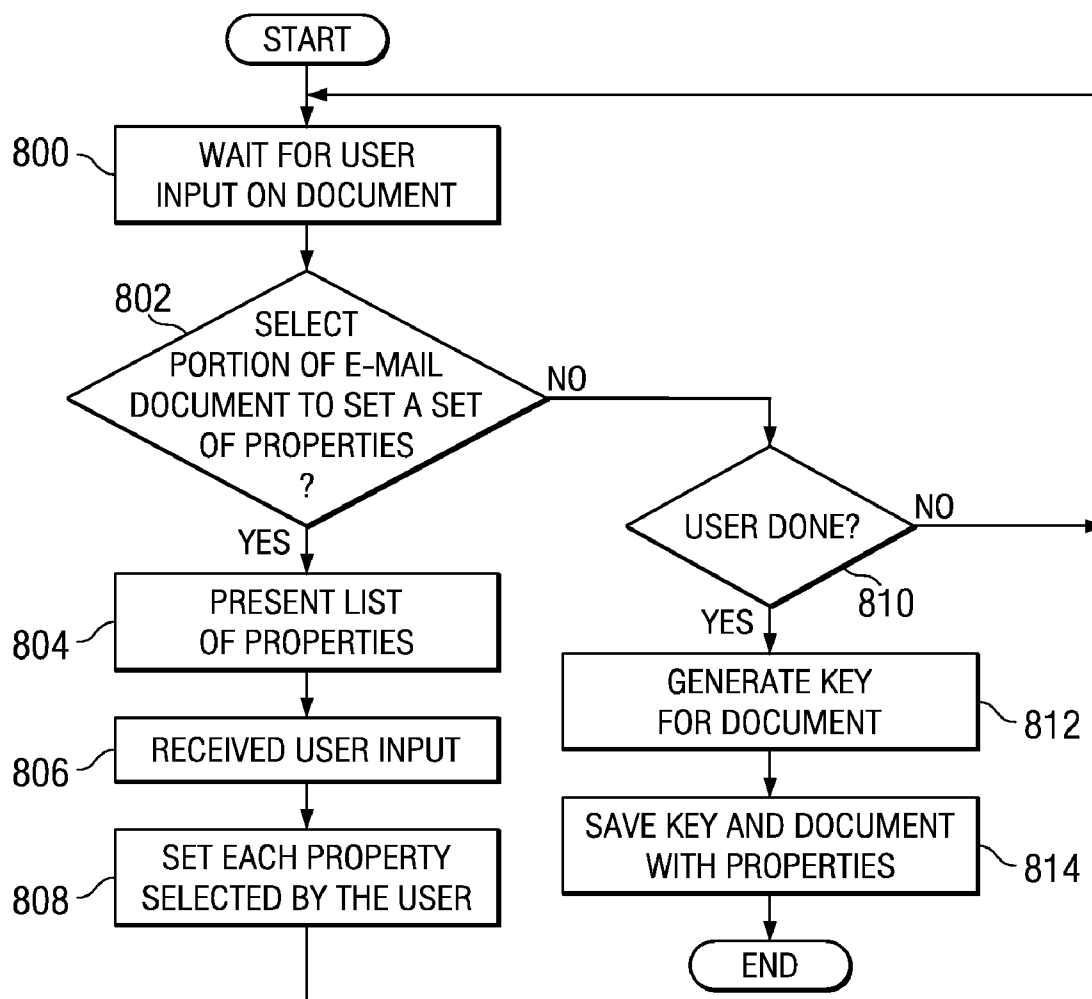 START
800
WAIT FOR USER
INPUT ON DOCUMENT
802
SELECT
PORTION OF E-MAIL
DOCUMENT TO SET A SET
OF PROPERTIES
?
NO
YES
804
PRESENT LIST
OF PROPERTIES
806
RECEIVED USER INPUT
808
SET EACH PROPERTY
SELECTED BY THE USER
USER DONE?
NO
810
YES
GENERATE KEY
FOR DOCUMENT
812
SAVE KEY AND DOCUMENT
WITH PROPERTIES
814
END